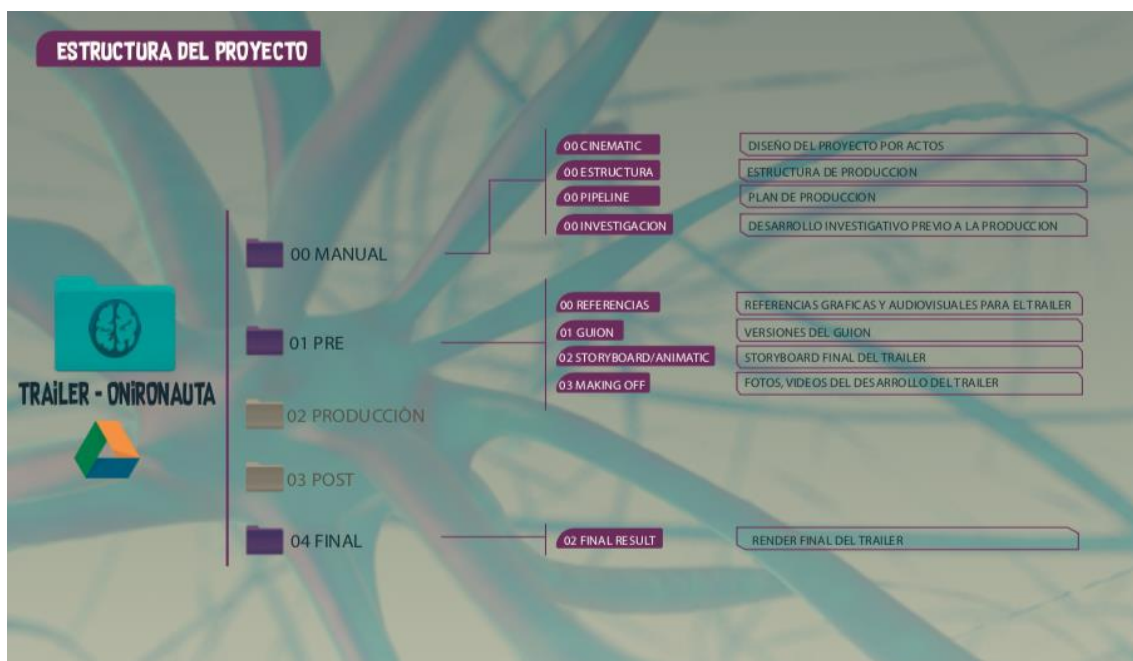 ESTRUCTURA DEL PROYECTO
TRAiLER - ONiRONAUTA
00 MANUAL
00 CINEMATIC
DISEÑO DEL PROYECTO POR ACTOS
00 ESTRUCTURA
ESTRUCTURA DE PRODUCCION
00 PIPELINE
PLAN DE PRODUCCION
00 INVESTIGACION
DESARROLLO INVESTIGATIVO PREVIO A LA PRODUCCION
01 PRE
00 REFERENCIAS
REFERENCIAS GRAFICAS Y AUDIOVISUALES PARA EL TRAILER
01 GUION
VERSIONES DEL GUION
02 STORYBOARD/ANIMATIC
STORYBOARD FINAL DEL TRAILER
03 MAKING OFF
FOTOS, VIDEOS DEL DESARROLLO DEL TRAILER
02 PRODUCCIÒN
03 POST
04 FINAL
02 FINAL RESULT
RENDER FINAL DEL TRAILER